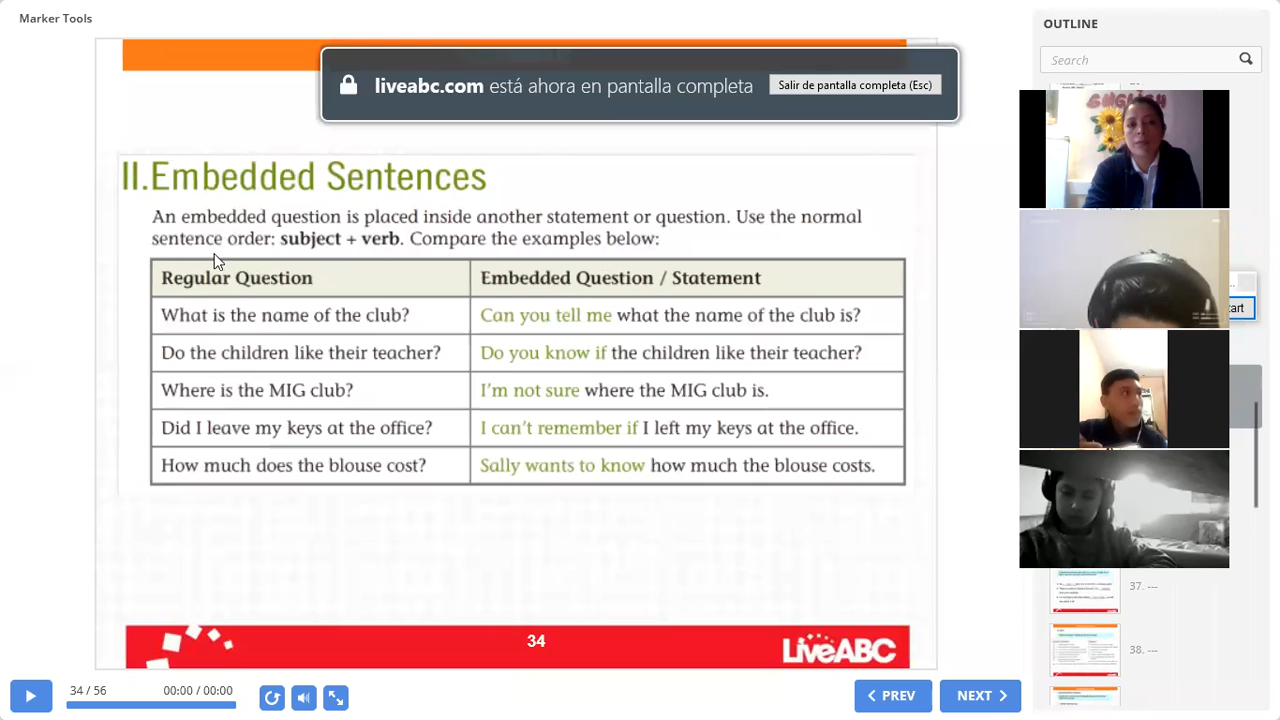 Marker Tools
OUTLINE
Search
liveabc.com está ahora en pantalla completa
Salir de pantalla completa (Esc)
ENGLISH
II.Embedded Sentences
An embedded question is placed inside another statement or question. Use the normal
sentence order: subject + verb. Compare the examples below:
Regular Question
Embedded Question / Statement
What is the name of the club?
Can you tell me what the name of the club is?
Do the children like their teacher?
Do you know if the children like their teacher?
Where is the MIG club?
I'm not sure where the MIG club is.
Did I leave my keys at the office?
I can't remember if I left my keys at the office.
How much does the blouse cost?
Sally wants to know how much the blouse costs.
37. ---
38. ---
34
LiveABC
34 / 56
00:00 / 00:00
PREV
NEXT